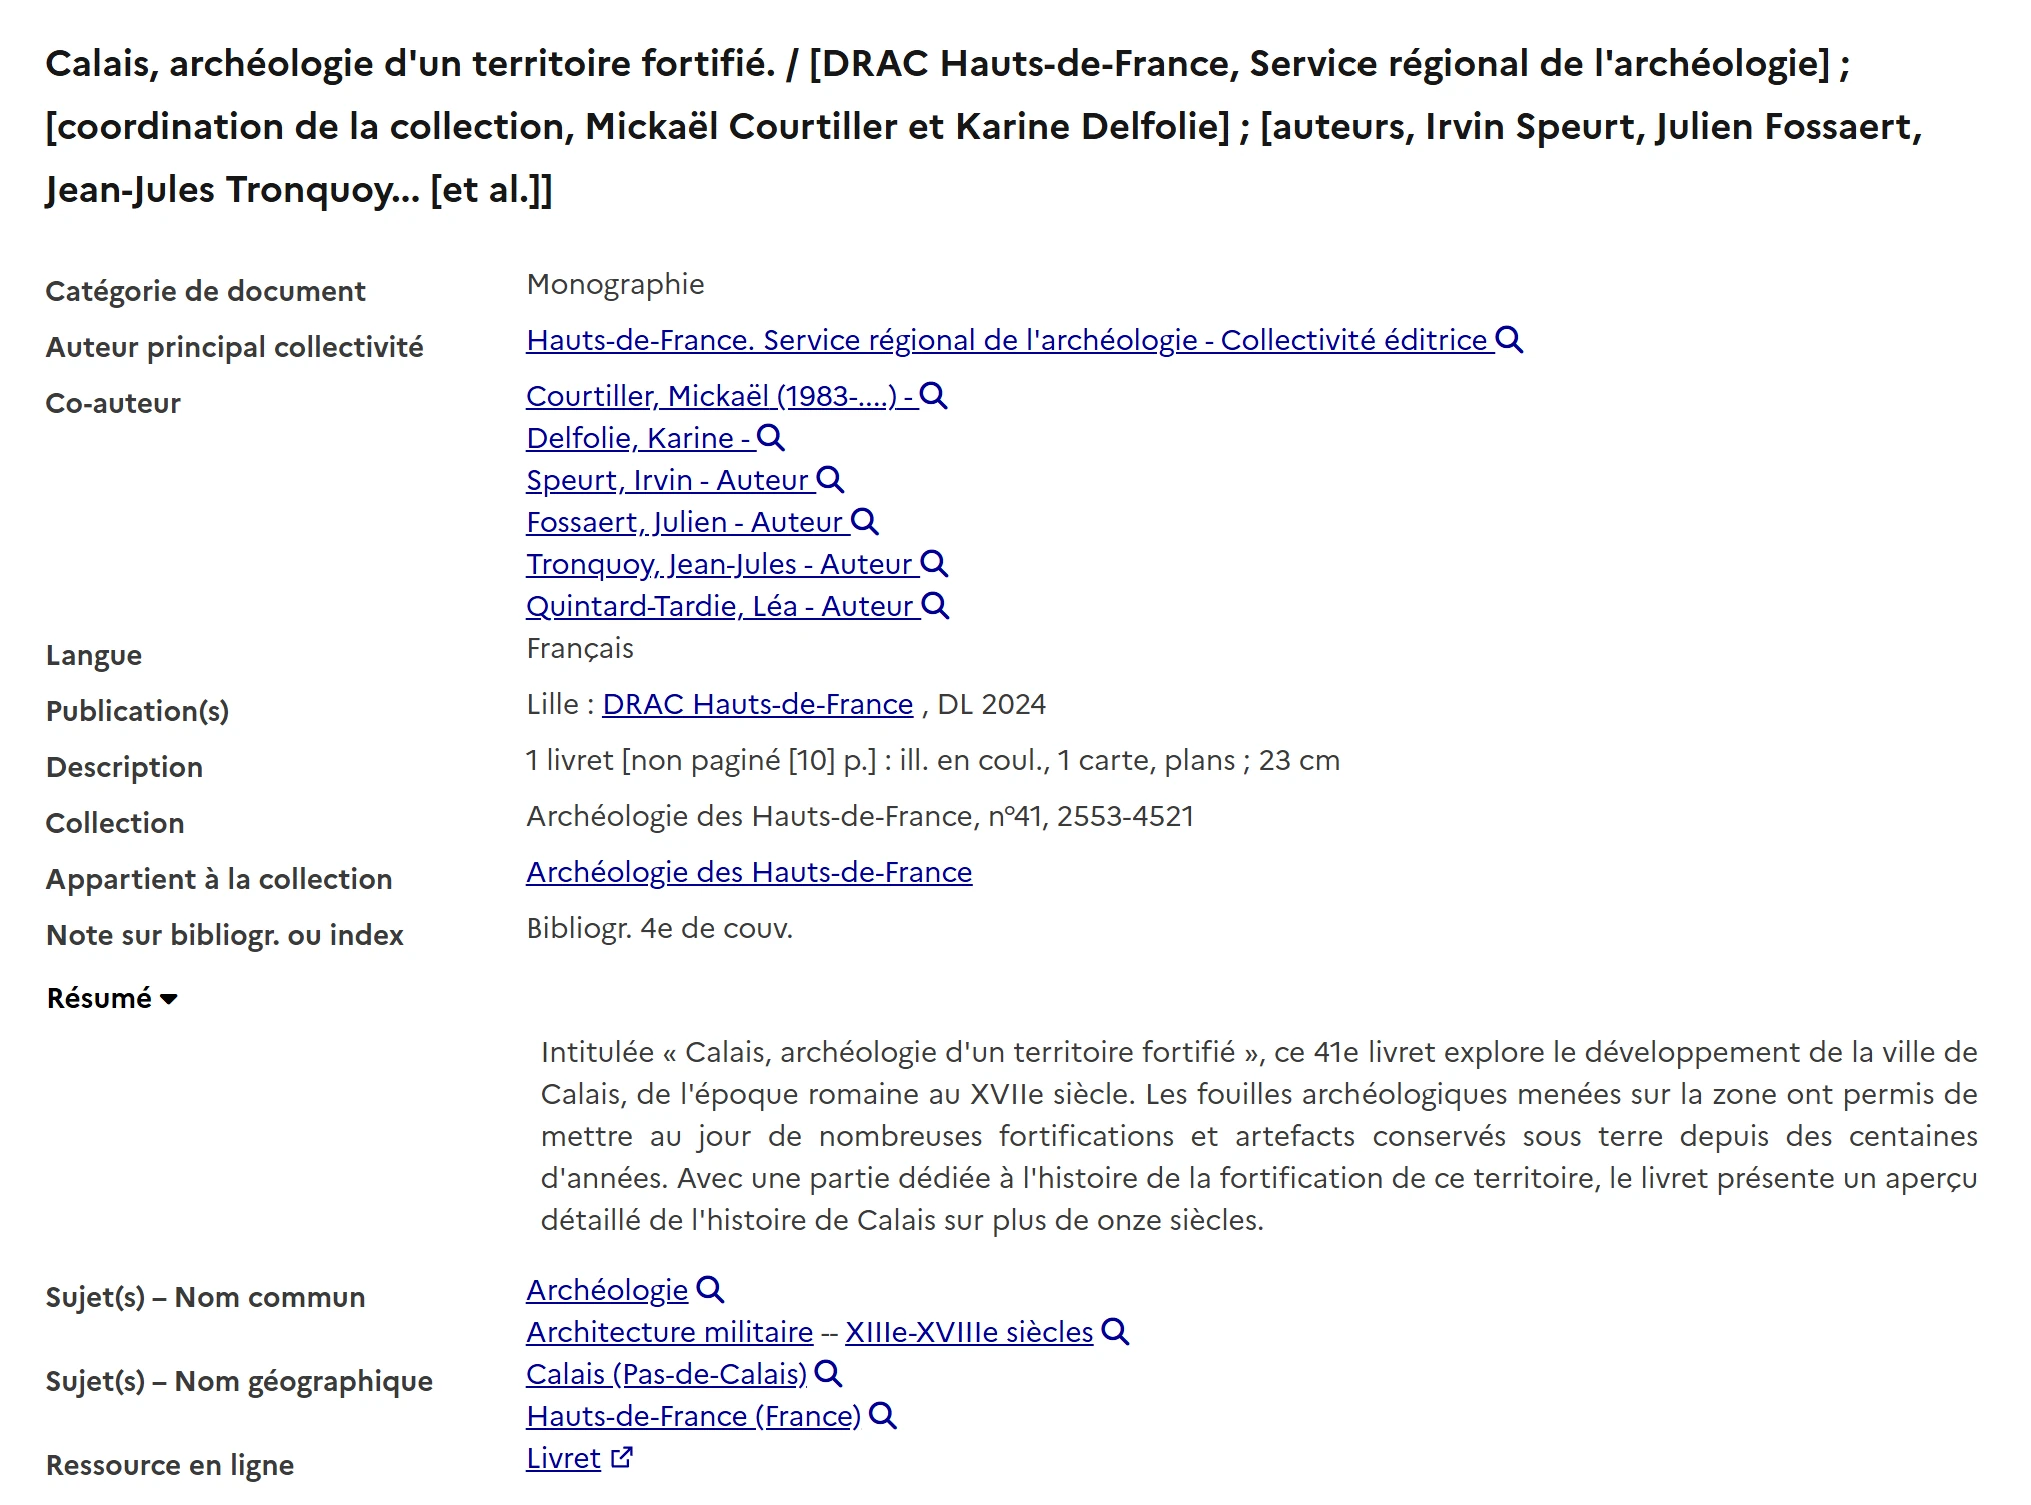 Calais, archéologie d'un territoire fortifié. / [DRAC Hauts-de-France, Service régional de l'archéologie] ;
[coordination de la collection, Mickaël Courtiller et Karine Delfolie] ; [auteurs, Irvin Speurt, Julien Fossaert,
Jean-Jules Tronquoy... [et al.]]
Catégorie de document Monographie
Auteur principal collectivité Hauts-de-France. Service régional de l'archéologie - Collectivité éditrice
Co-auteur Courtiller, Mickaël (1983-....) -
Delfolie, Karine -
Speurt, Irvin - Auteur
Fossaert, Julien - Auteur
Tronquoy, Jean-Jules - Auteur
Quintard-Tardie, Léa - Auteur
Langue Français
Publication(s) Lille : DRAC Hauts-de-France , DL 2024
Description 1 livret [non paginé [10] p.] : ill. en coul., 1 carte, plans ; 23 cm
Collection Archéologie des Hauts-de-France, n°41, 2553-4521
Appartient à la collection Archéologie des Hauts-de-France
Note sur bibliogr. ou index Bibliogr. 4e de couv.
Résumé
Intitulée « Calais, archéologie d'un territoire fortifié », ce 41e livret explore le développement de la ville de
Calais, de l'époque romaine au XVIIe siècle. Les fouilles archéologiques menées sur la zone ont permis de
mettre au jour de nombreuses fortifications et artefacts conservés sous terre depuis des centaines
d'années. Avec une partie dédiée à l'histoire de la fortification de ce territoire, le livret présente un aperçu
détaillé de l'histoire de Calais sur plus de onze siècles.
Sujet(s) – Nom commun Archéologie
Architecture militaire -- XIIIe-XVIIIe siècles
Sujet(s) – Nom géographique Calais (Pas-de-Calais)
Hauts-de-France (France)
Ressource en ligne Livret